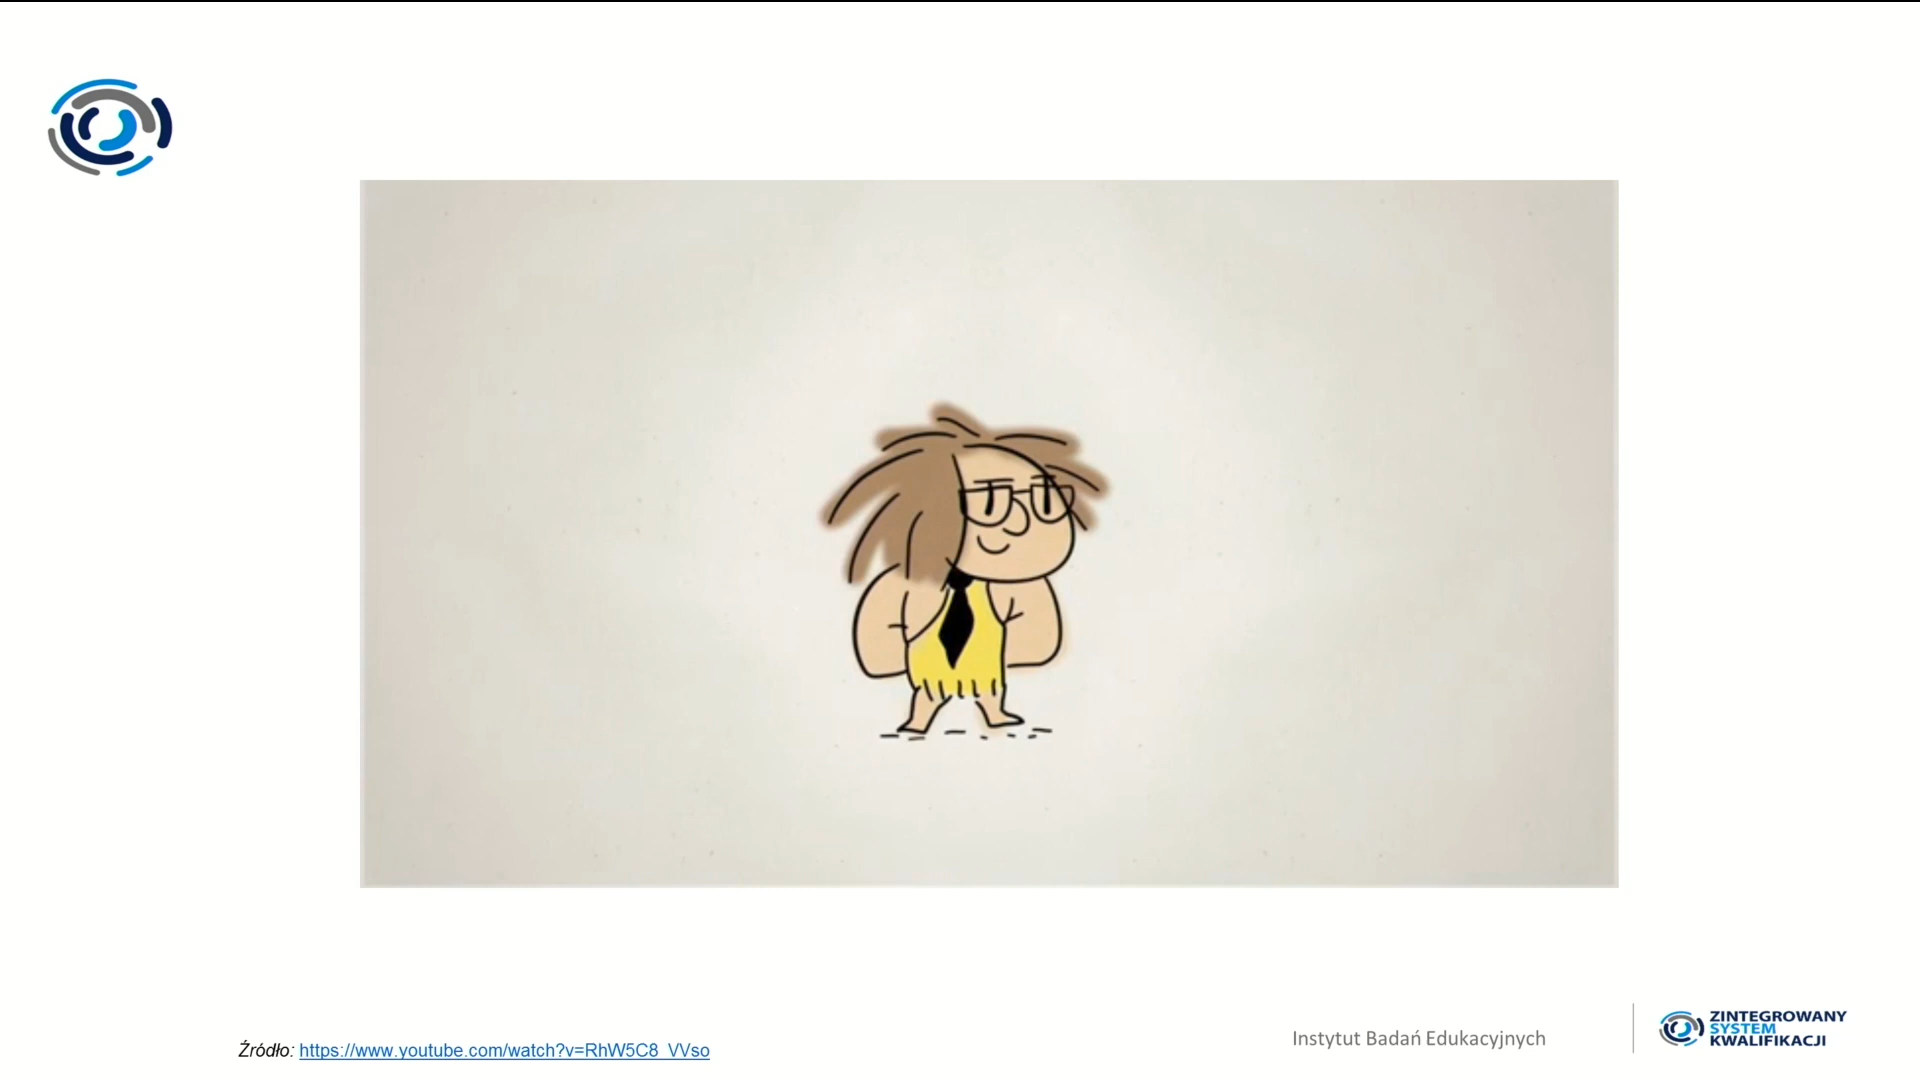 Źródło: https://www.youtube.com/watch?v=RhW5C8_VVso
Instytut Badań Edukacyjnych
ZINTEGROWANY
SYSTEM
KWALIFIKACJI